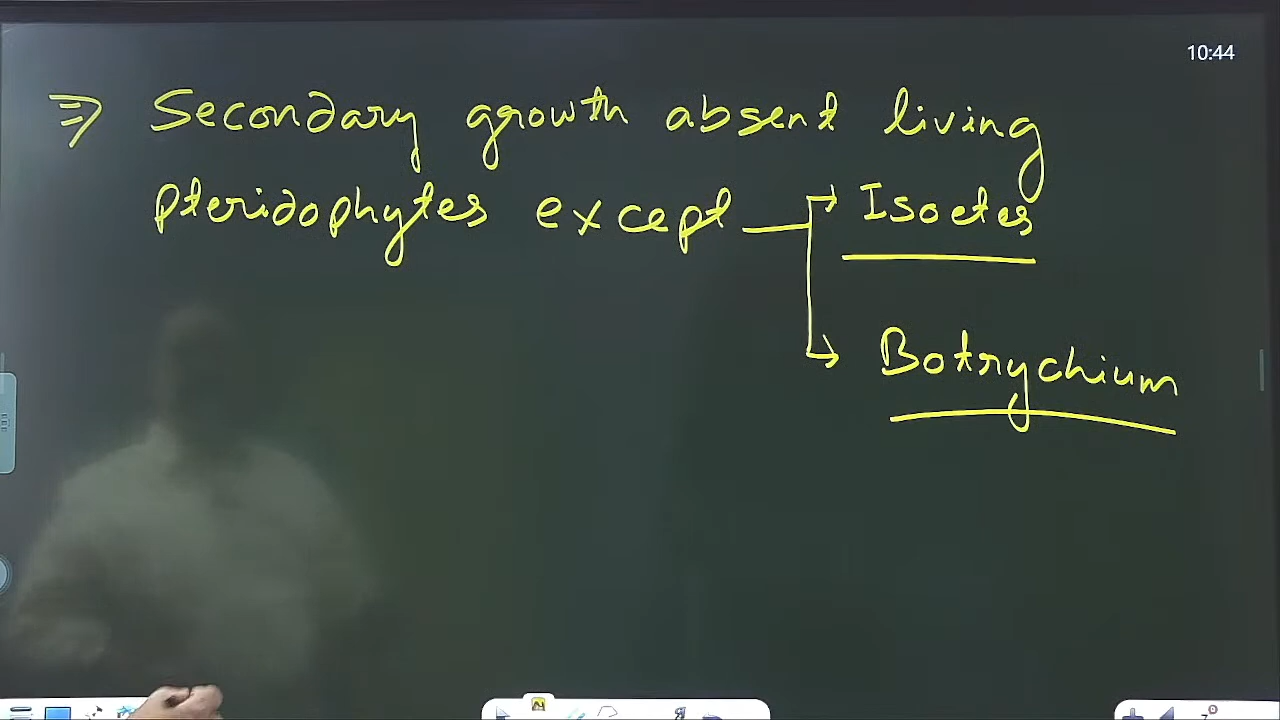 10:44
⇒ Secondary growth absent living
pteridophytes except → Isoetes
→ Botrychium